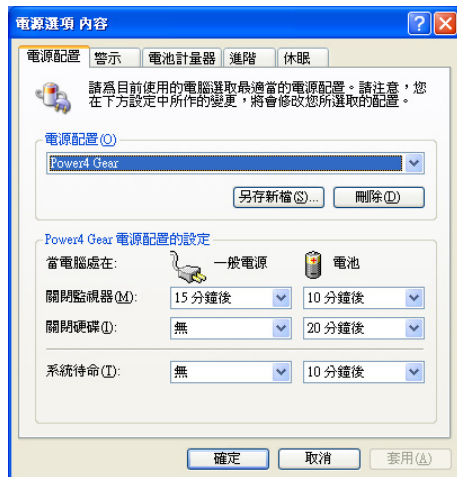 電源選項 內容
電源配置 警示 電池計量器 進階 休眠
請為目前使用的電腦選取最適當的電源配置。請注意，您
在下方設定中所作的變更，將會修改您所選取的配置。
電源配置(O)
Power4 Gear
另存新檔(S)... 刪除(D)
Power4 Gear 電源配置的設定
當電腦處在: 一般電源 電池
關閉監視器(M): 15 分鐘後 10 分鐘後
關閉硬碟(I): 無 20 分鐘後
系統待命(T): 無 10 分鐘後
確定 取消 套用(A)